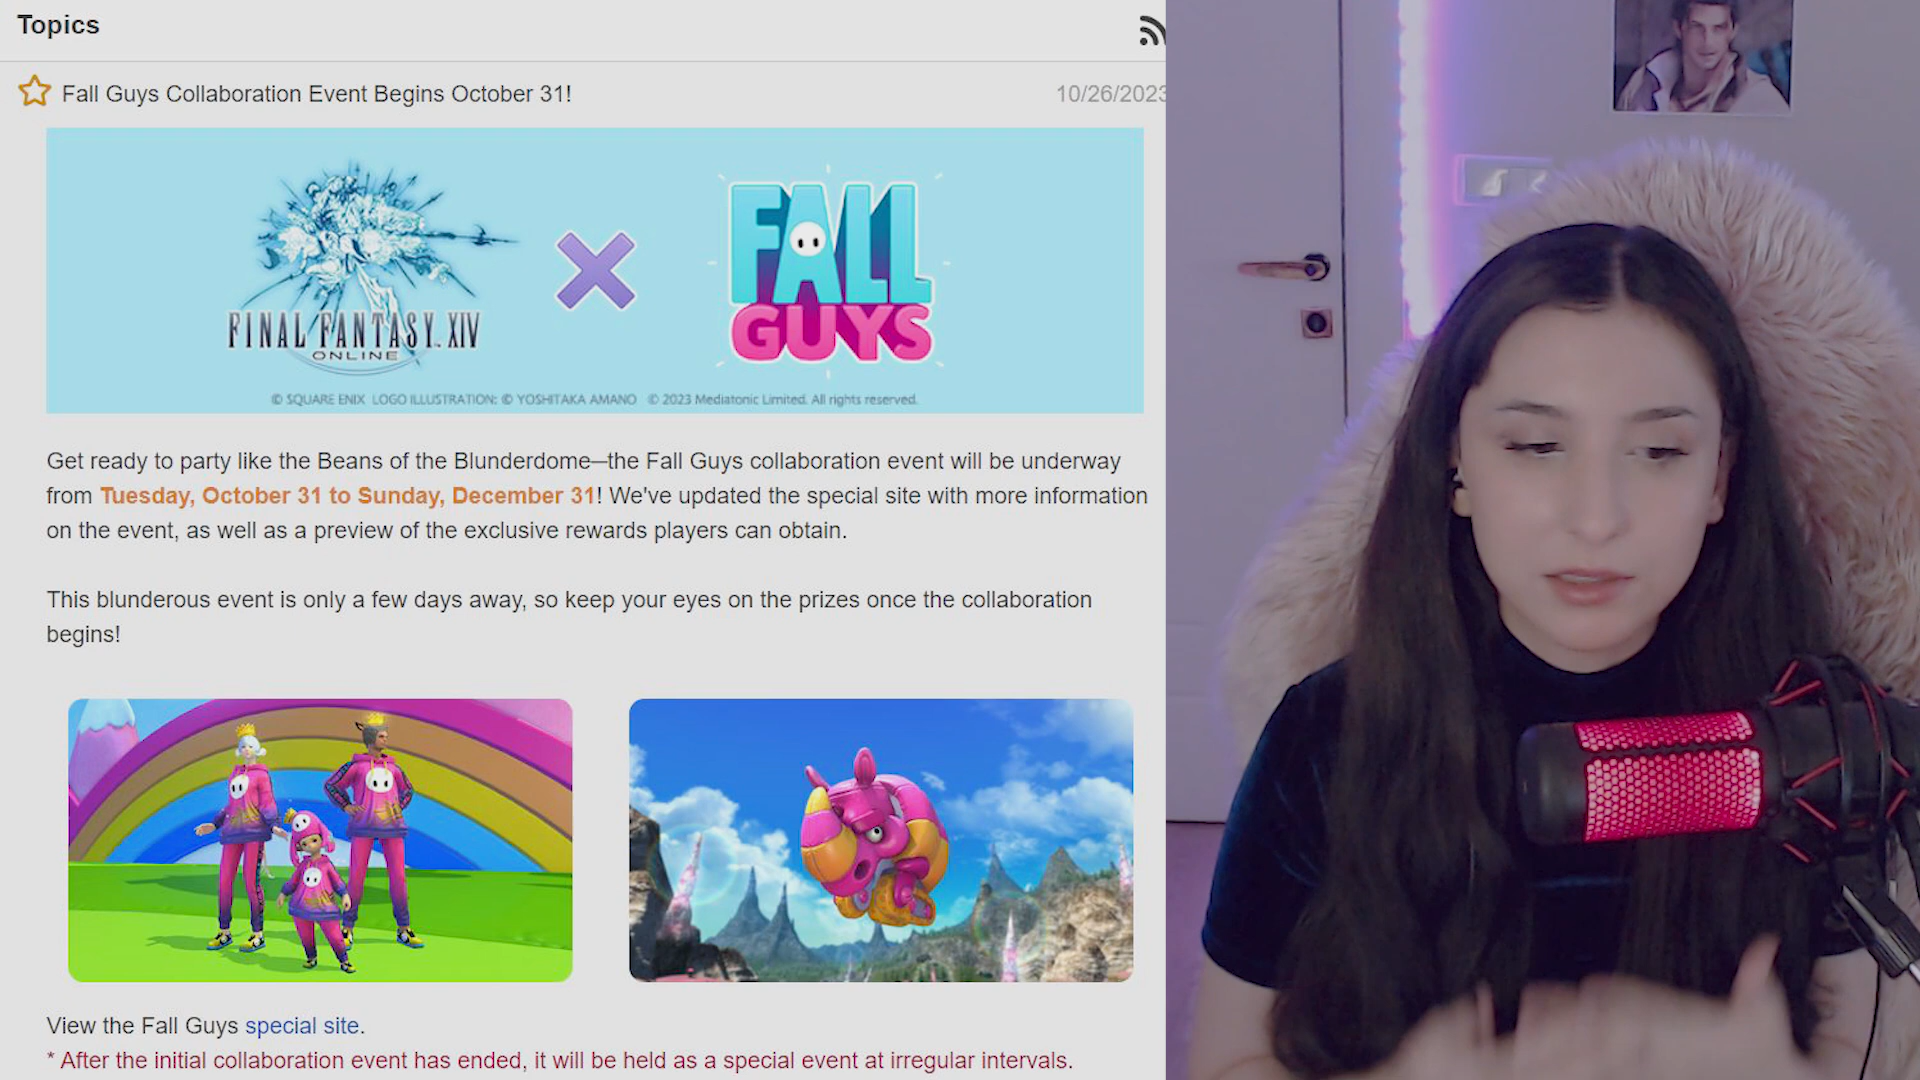 Topics
Fall Guys Collaboration Event Begins October 31!
10/26/2023
FINAL FANTASY XIV
ONLINE
FALL
GUYS
© SQUARE ENIX LOGO ILLUSTRATION: © YOSHITAKA AMANO © 2023 Mediatonic Limited. All rights reserved.
Get ready to party like the Beans of the Blunderdome—the Fall Guys collaboration event will be underway
from Tuesday, October 31 to Sunday, December 31! We've updated the special site with more information
on the event, as well as a preview of the exclusive rewards players can obtain.
This blunderous event is only a few days away, so keep your eyes on the prizes once the collaboration
begins!
View the Fall Guys special site.
* After the initial collaboration event has ended, it will be held as a special event at irregular intervals.